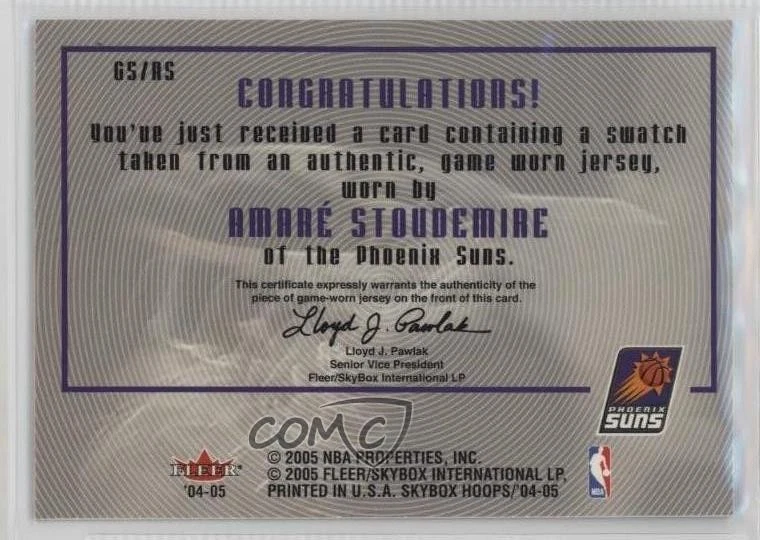 GS/AS
CONGRATULATIONS!
You've just received a card containing a swatch
taken from an authentic, game worn jersey,
worn by
AMARÉ STOUDEMIRE
of the Phoenix Suns.
This certificate expressly warrants the authenticity of the
piece of game-worn jersey on the front of this card.
Lloyd J. Pawlak
Lloyd J. Pawlak
Senior Vice President
Fleer/SkyBox International LP
PHOENIX
SUNS
COMC
FLEER
'04-05
© 2005 NBA PROPERTIES, INC.
© 2005 FLEER/SKYBOX INTERNATIONAL LP,
PRINTED IN U.S.A. SKYBOX HOOPS/'04-05
NBA